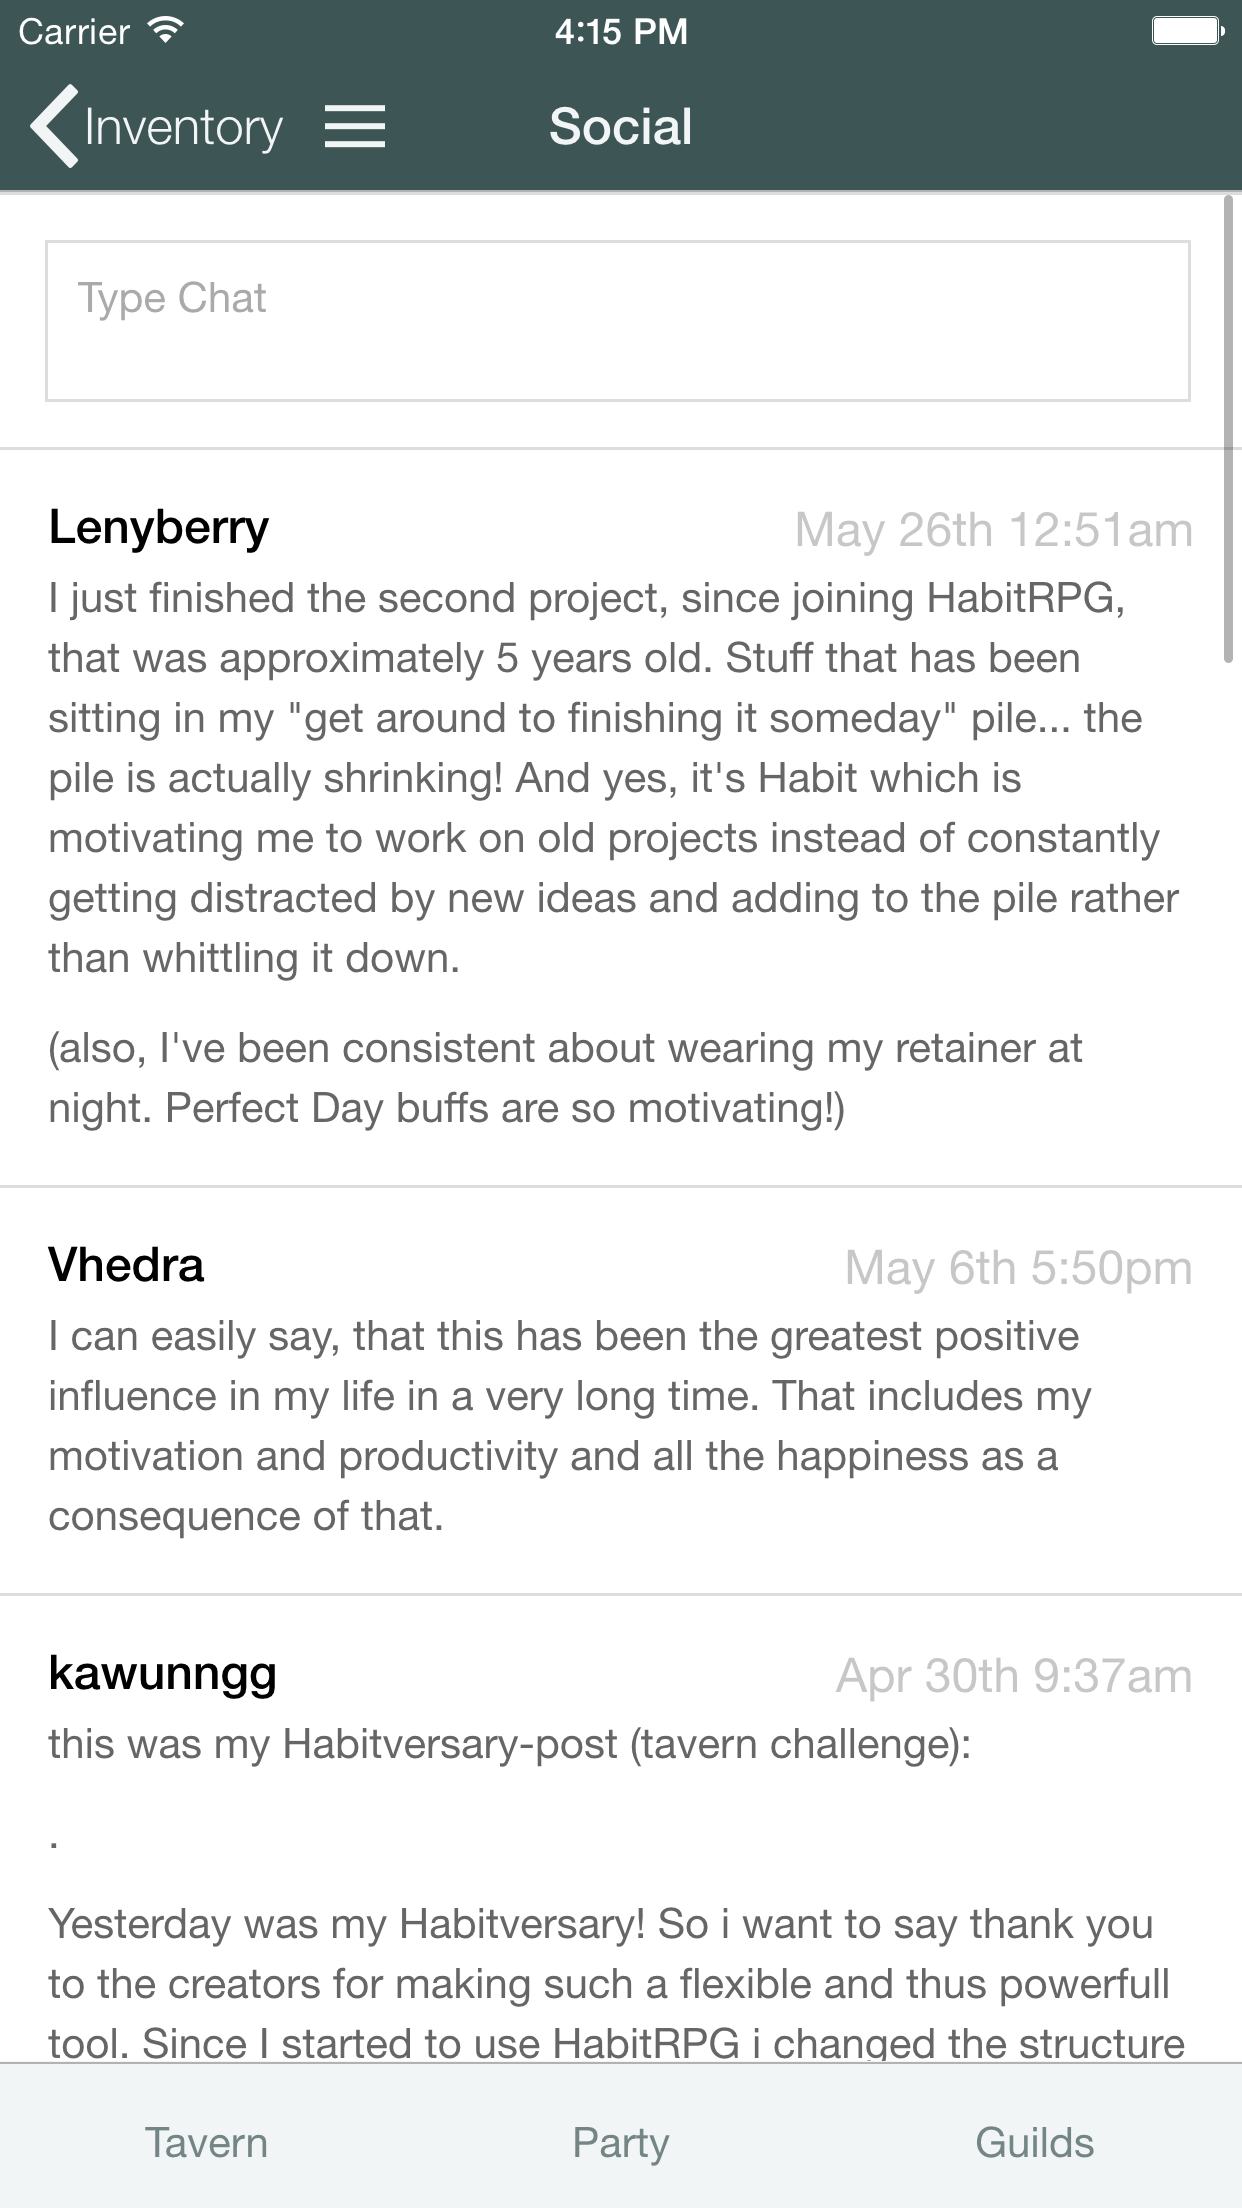 Carrier 4:15 PM
Inventory Social
Type Chat
Lenyberry May 26th 12:51am
I just finished the second project, since joining HabitRPG,
that was approximately 5 years old. Stuff that has been
sitting in my "get around to finishing it someday" pile... the
pile is actually shrinking! And yes, it's Habit which is
motivating me to work on old projects instead of constantly
getting distracted by new ideas and adding to the pile rather
than whittling it down.
(also, I've been consistent about wearing my retainer at
night. Perfect Day buffs are so motivating!)
Vhedra May 6th 5:50pm
I can easily say, that this has been the greatest positive
influence in my life in a very long time. That includes my
motivation and productivity and all the happiness as a
consequence of that.
kawunngg Apr 30th 9:37am
this was my Habitversary-post (tavern challenge):
.
Yesterday was my Habitversary! So i want to say thank you
to the creators for making such a flexible and thus powerfull
tool. Since I started to use HabitRPG i changed the structure
Tavern Party Guilds